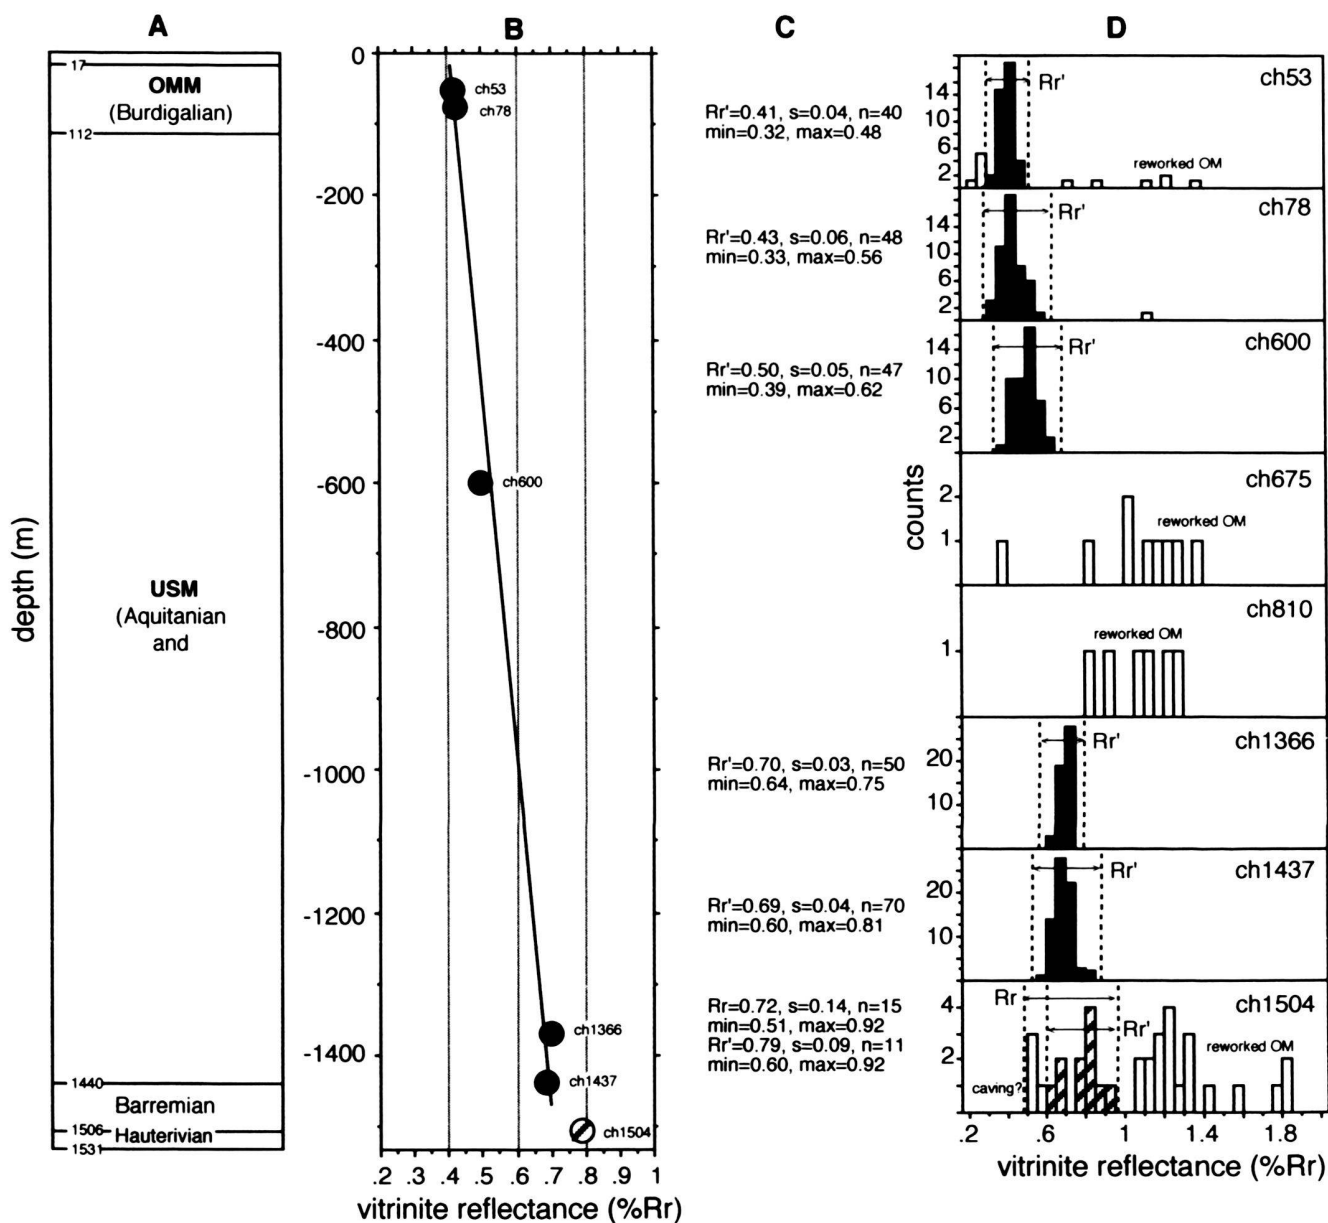 A
B
C
D
depth (m)
17
OMM
(Burdigalian)
112
USM
(Aquitanian
and
1440
Barremian
1506
Hauterivian
1531
0
-200
-400
-600
-800
-1000
-1200
-1400
ch53
ch78
ch600
ch1366
ch1437
ch1504
.2 .3 .4 .5 .6 .7 .8 .9 1
vitrinite reflectance (%Rr)
Rr'=0.41, s=0.04, n=40
min=0.32, max=0.48
Rr'=0.43, s=0.06, n=48
min=0.33, max=0.56
Rr'=0.50, s=0.05, n=47
min=0.39, max=0.62
Rr'=0.70, s=0.03, n=50
min=0.64, max=0.75
Rr'=0.69, s=0.04, n=70
min=0.60, max=0.81
Rr=0.72, s=0.14, n=15
min=0.51, max=0.92
Rr'=0.79, s=0.09, n=11
min=0.60, max=0.92
counts
14
10
6
2
Rr'
ch53
reworked OM
14
10
6
2
Rr'
ch78
14
10
6
2
Rr'
ch600
2
1
ch675
reworked OM
1
ch810
reworked OM
20
10
Rr'
ch1366
20
10
Rr'
ch1437
4
2
Rr
Rr'
ch1504
reworked OM
caving?
.2 .6 1 1.4 1.8
vitrinite reflectance (%Rr)